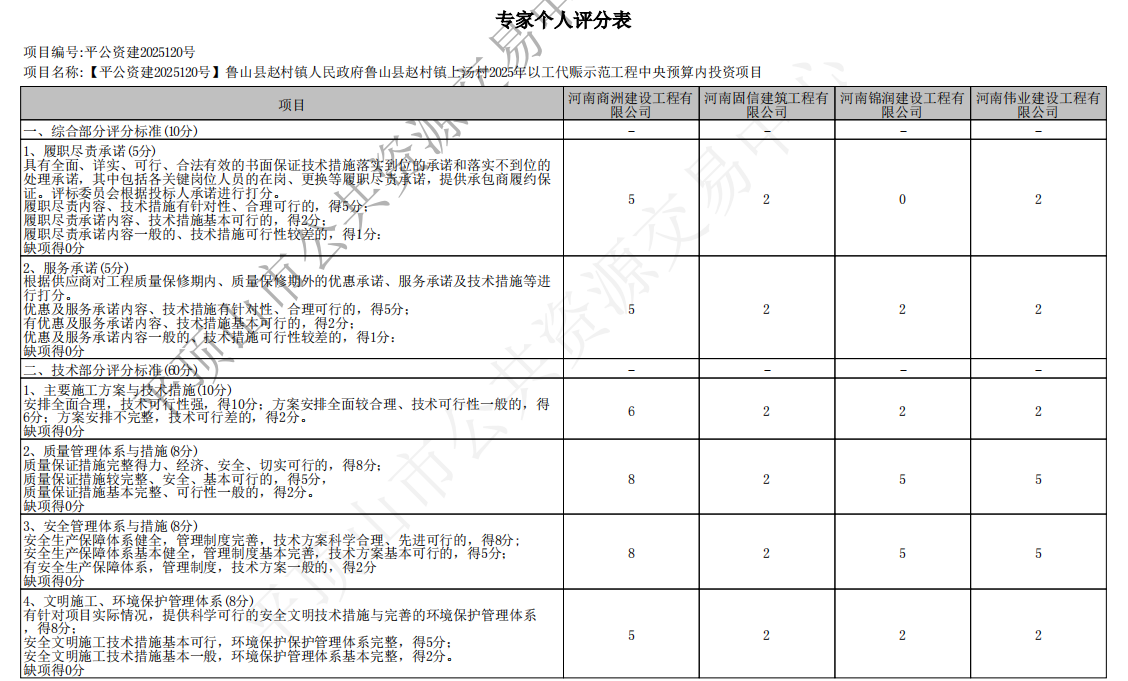 专家个人评分表
项目编号:平公资建2025120号
项目名称:【平公资建2025120号】鲁山县赵村镇人民政府鲁山县赵村镇上汤村2025年以工代赈示范工程中央预算内投资项目
项目 河南商洲建设工程有限公司 河南固信建筑工程有限公司 河南锦润建设工程有限公司 河南伟业建设工程有限公司
一、综合部分评分标准(10分) - - - -
1、履职尽责承诺(5分)
具有全面、详实、可行、合法有效的书面保证技术措施落实到位的承诺和落实不到位的
处理承诺，其中包括各关键岗位人员的在岗、更换等履职尽责承诺，提供承包商履约保
证。评标委员会根据投标人承诺进行打分。
履职尽责内容、技术措施有针对性、合理可行的，得5分；
履职尽责承诺内容、技术措施基本可行的，得2分；
履职尽责承诺内容一般的、技术措施可行性较差的，得1分：
缺项得0分
5 2 0 2
2、服务承诺(5分)
根据供应商对工程质量保修期内、质量保修期外的优惠承诺、服务承诺及技术措施等进
行打分。
优惠及服务承诺内容、技术措施有针对性、合理可行的，得5分；
有优惠及服务承诺内容、技术措施基本可行的，得2分；
优惠及服务承诺内容一般的、技术措施可行性较差的，得1分：
缺项得0分
5 2 2 2
二、技术部分评分标准(60分) - - - -
1、主要施工方案与技术措施(10分)
安排全面合理，技术可行性强，得10分；方案安排全面较合理、技术可行性一般的，得
6分；方案安排不完整，技术可行差的，得2分。
缺项得0分
6 2 2 2
2、质量管理体系与措施(8分)
质量保证措施完整得力、经济、安全、切实可行的，得8分；
质量保证措施较完整、安全、基本可行的，得5分，
质量保证措施基本完整、可行性一般的，得2分。
缺项得0分
8 2 5 5
3、安全管理体系与措施(8分)
安全生产保障体系健全，管理制度完善，技术方案科学合理、先进可行的，得8分；
安全生产保障体系基本健全，管理制度基本完善，技术方案基本可行的，得5分；
有安全生产保障体系，管理制度，技术方案一般的，得2分
缺项得0分
8 2 5 5
4、文明施工、环境保护管理体系(8分)
有针对项目实际情况，提供科学可行的安全文明技术措施与完善的环境保护管理体系
，得8分；
安全文明施工技术措施基本可行，环境保护保护管理体系完整，得5分；
安全文明施工技术措施基本一般，环境保护管理体系基本完整，得2分。
缺项得0分
5 2 2 2
平顶山市公共资源交易中心
平顶山市公共资源交易中心